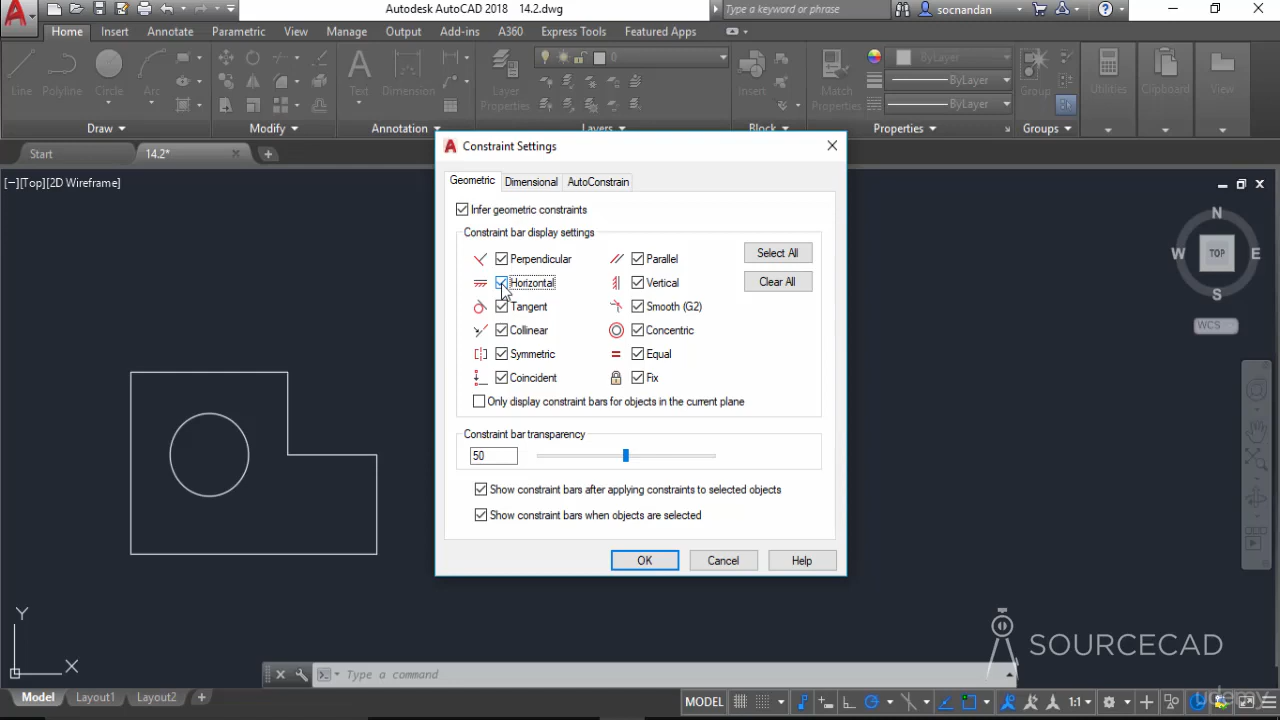 Autodesk AutoCAD 2018 14.2.dwg
Type a keyword or phrase
socnandan
Home Insert Annotate Parametric View Manage Output Add-ins A360 Express Tools Featured Apps
0
ByLayer
ByLayer
ByLayer
Line Polyline Circle Arc Text Dimension Layer Properties Insert Match Properties Group Utilities Clipboard View
Draw Modify Annotation Layers Block Properties Groups
Start 14.2*
[−][Top][2D Wireframe]
Constraint Settings
Geometric Dimensional AutoConstrain
Infer geometric constraints
Constraint bar display settings
Perpendicular Parallel Select All
Horizontal Vertical Clear All
Tangent Smooth (G2)
Collinear Concentric
Symmetric Equal
Coincident Fix
Only display constraint bars for objects in the current plane
Constraint bar transparency
50
Show constraint bars after applying constraints to selected objects
Show constraint bars when objects are selected
OK Cancel Help
N
W TOP E
S
WCS
Y
X
SOURCECAD
Type a command
Model Layout1 Layout2
MODEL 1:1
udemy